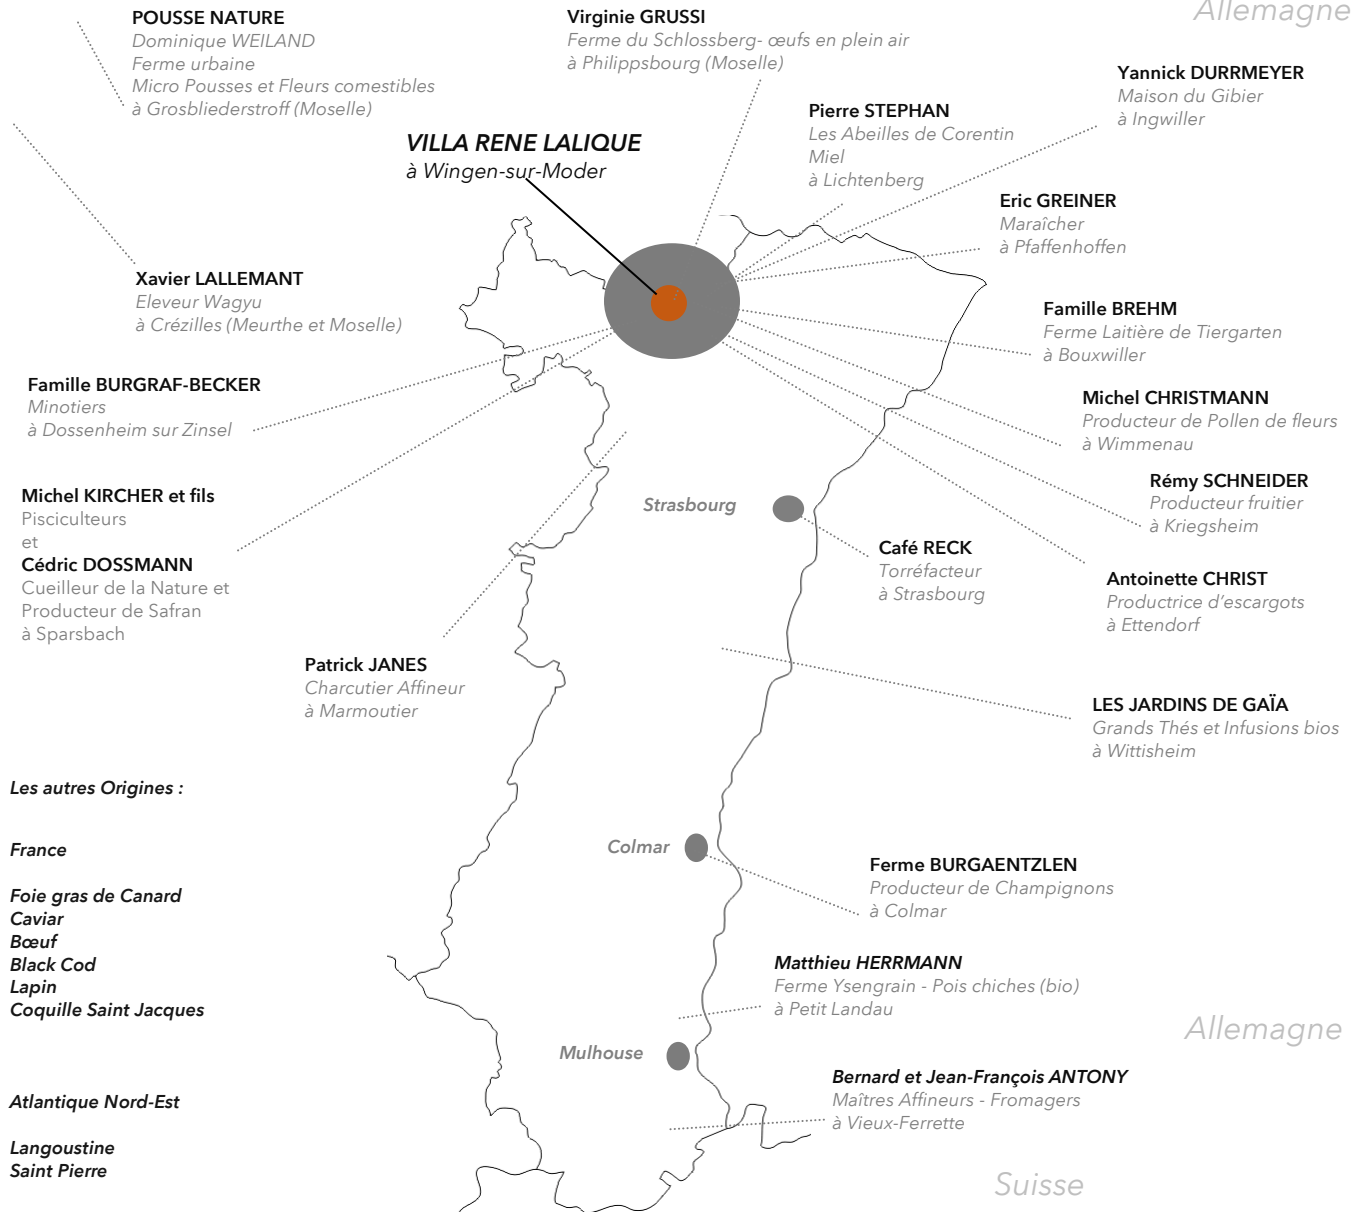 Allemagne
POUSSE NATURE
Dominique WEILAND
Ferme urbaine
Micro Pousses et Fleurs comestibles
à Grosbliederstroff (Moselle)
Virginie GRUSSI
Ferme du Schlossberg- œufs en plein air
à Philippsbourg (Moselle)
Yannick DURRMEYER
Maison du Gibier
à Ingwiller
Pierre STEPHAN
Les Abeilles de Corentin
Miel
à Lichtenberg
VILLA RENE LALIQUE
à Wingen-sur-Moder
Eric GREINER
Maraîcher
à Pfaffenhoffen
Xavier LALLEMANT
Eleveur Wagyu
à Crézilles (Meurthe et Moselle)
Famille BREHM
Ferme Laitière de Tiergarten
à Bouxwiller
Famille BURGRAF-BECKER
Minotiers
à Dossenheim sur Zinsel
Michel CHRISTMANN
Producteur de Pollen de fleurs
à Wimmenau
Rémy SCHNEIDER
Producteur fruitier
à Kriegsheim
Michel KIRCHER et fils
Pisciculteurs
et
Cédric DOSSMANN
Cueilleur de la Nature et
Producteur de Safran
à Sparsbach
Strasbourg
Café RECK
Torréfacteur
à Strasbourg
Antoinette CHRIST
Productrice d'escargots
à Ettendorf
Patrick JANES
Charcutier Affineur
à Marmoutier
LES JARDINS DE GAÏA
Grands Thés et Infusions bios
à Wittisheim
Les autres Origines :
France
Foie gras de Canard
Caviar
Bœuf
Black Cod
Lapin
Coquille Saint Jacques
Colmar
Ferme BURGAENTZLEN
Producteur de Champignons
à Colmar
Matthieu HERRMANN
Ferme Ysengrain - Pois chiches (bio)
à Petit Landau
Allemagne
Mulhouse
Bernard et Jean-François ANTONY
Maîtres Affineurs - Fromagers
à Vieux-Ferrette
Atlantique Nord-Est
Langoustine
Saint Pierre
Suisse